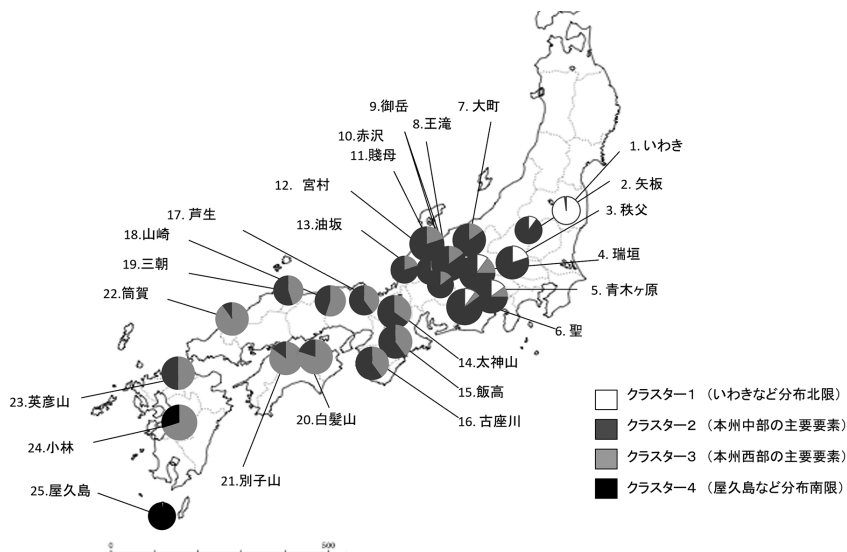 9.御岳
7. 大町
8.王滝
10.赤沢
11.賤母
1. いわき
12. 宮村
2. 矢板
17. 芦生
3. 秩父
13.油坂
18.山崎
4. 瑞垣
19.三朝
22.筒賀
5. 青木ヶ原
6. 聖
14.太神山
15.飯高
23.英彦山
20.白髪山
16. 古座川
24.小林
21.別子山
25.屋久島
クラスター1 (いわきなど分布北限)
クラスター2 (本州中部の主要要素)
クラスター3 (本州西部の主要要素)
クラスター4 (屋久島など分布南限)
0 500